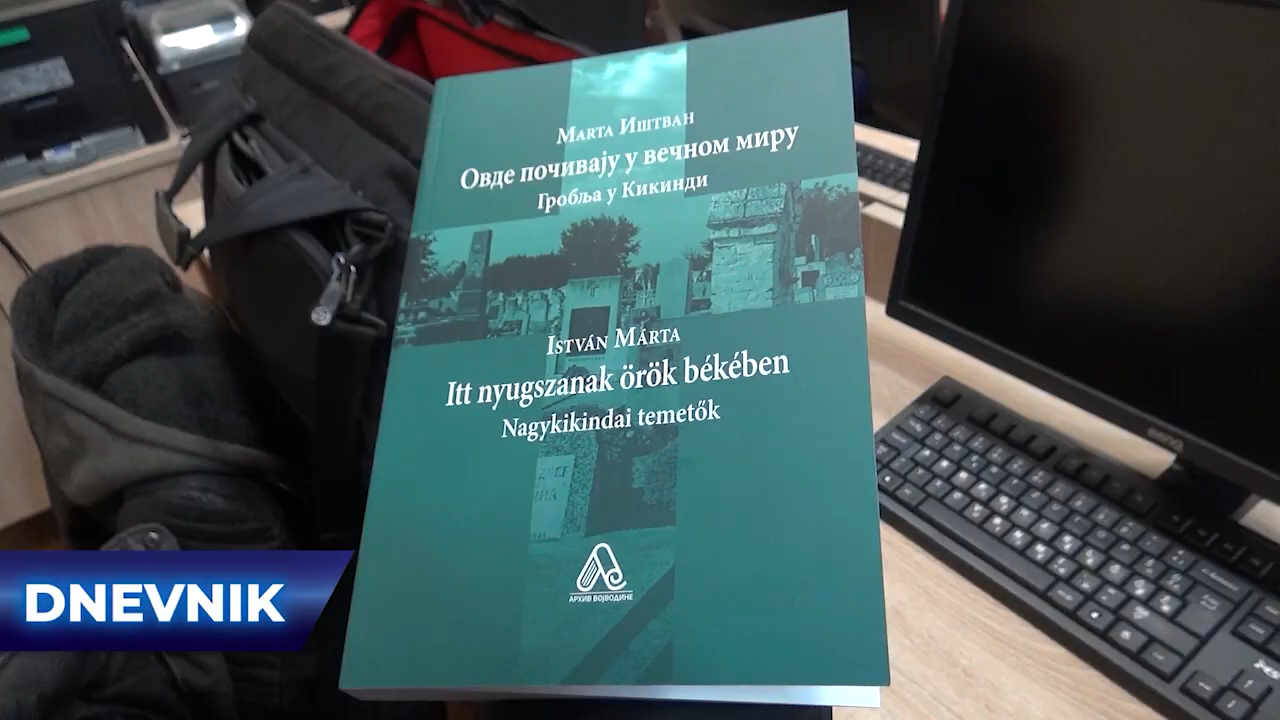 Марта Иштван
Овде почивају у вечном миру
Гробља у Кикинди
István Márta
Itt nyugszanak örök békében
Nagykikindai temetők
АРХИВ ВОЈВОДИНЕ
DNEVNIK
BenQ